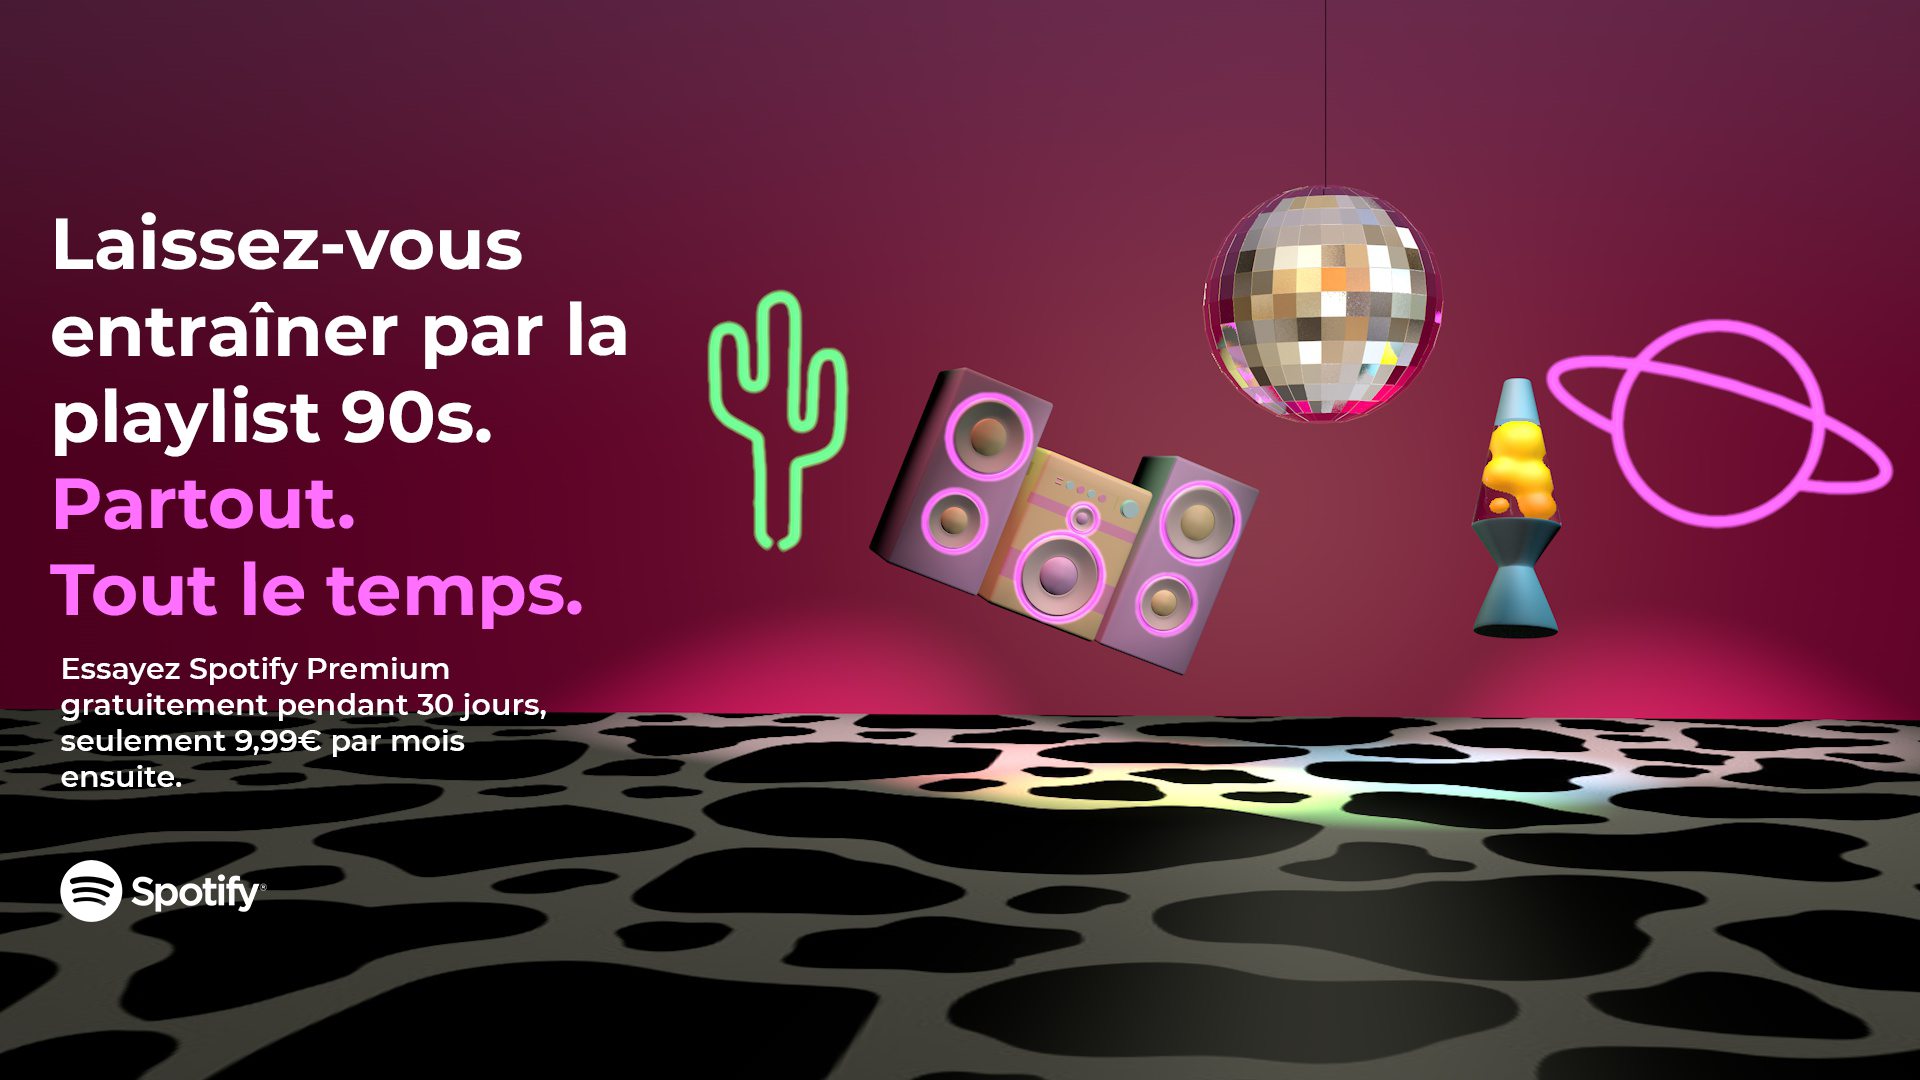 Laissez-vous
entraîner par la
playlist 90s.
Partout.
Tout le temps.
Essayez Spotify Premium
gratuitement pendant 30 jours,
seulement 9,99€ par mois
ensuite.
Spotify®